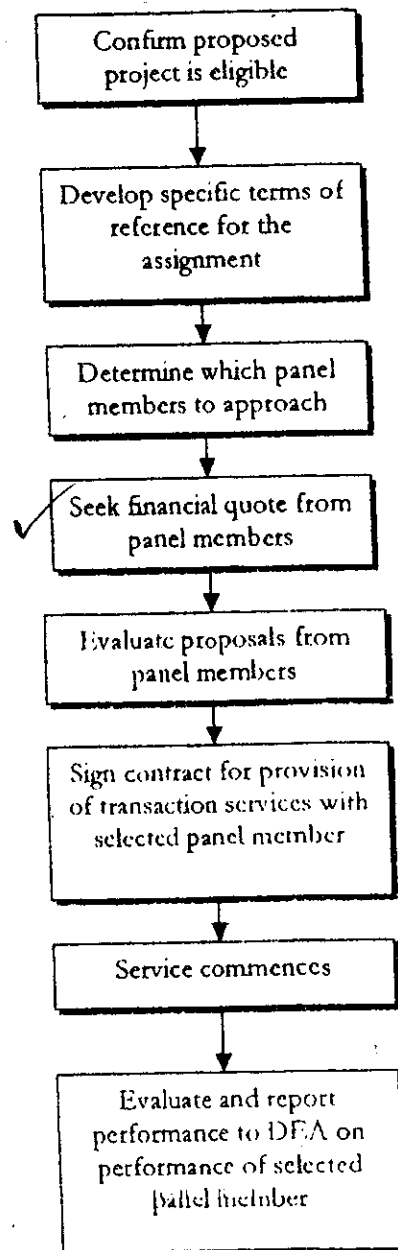 Confirm proposed
project is eligible
Develop specific terms of
reference for the
assignment
Determine which panel
members to approach
Seek financial quote from
panel members
Evaluate proposals from
panel members
Sign contract for provision
of transaction services with
selected panel member
Service commences
Evaluate and report
performance to DEA on
performance of selected
panel member